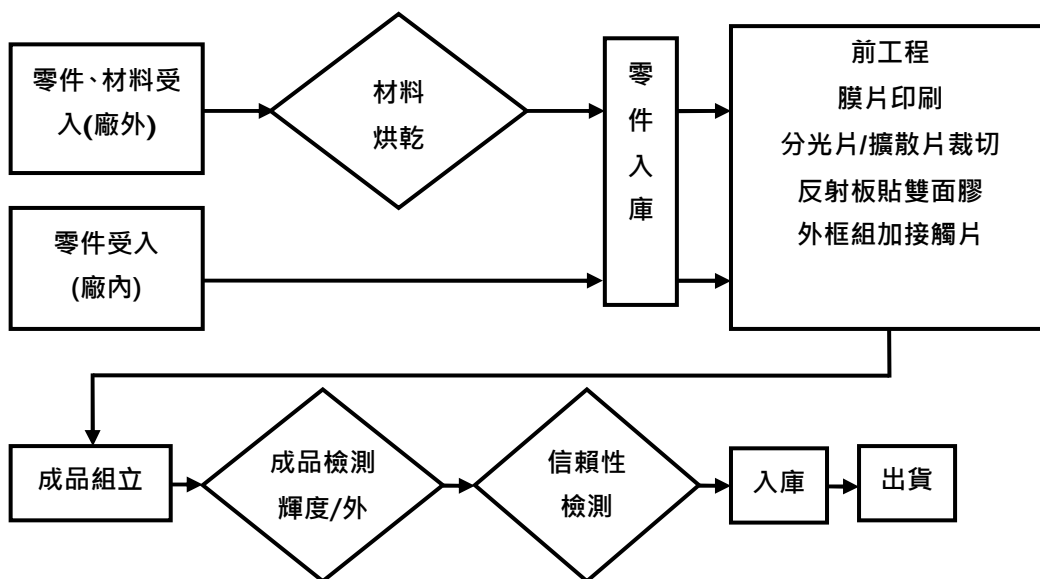 零件、材料受
入(廠外)
材料
烘乾
零
件
入
庫
前工程
膜片印刷
分光片/擴散片裁切
反射板貼雙面膠
外框組加接觸片
零件受入
(廠內)
成品組立
成品檢測
輝度/外
信賴性
檢測
入庫
出貨